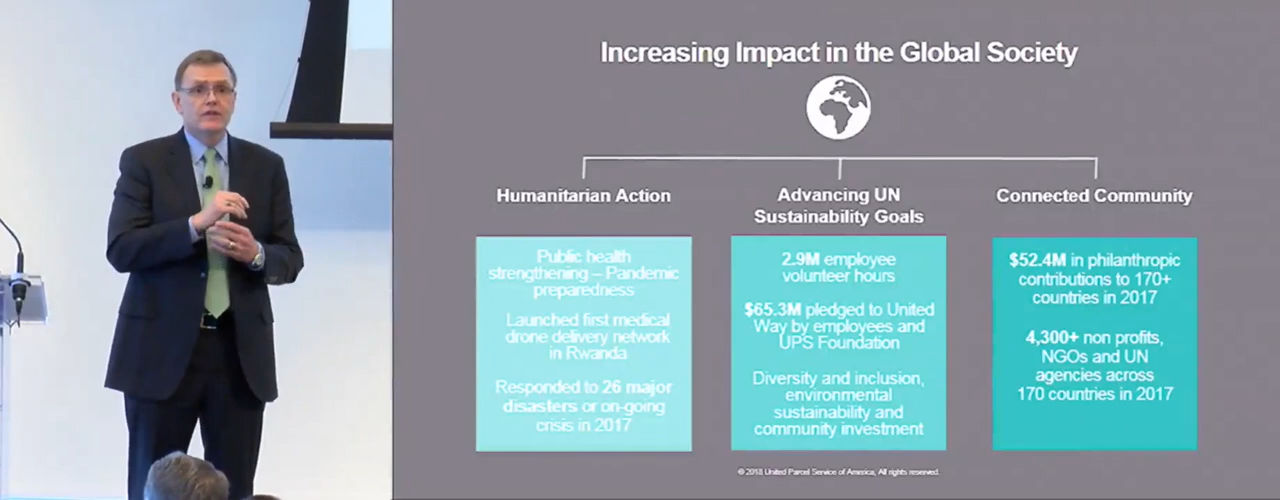 Increasing Impact in the Global Society
Humanitarian Action
Public health
strengthening – Pandemic
preparedness
Launched first medical
drone delivery network
in Rwanda
Responded to 26 major
disasters or on-going
crisis in 2017
Advancing UN
Sustainability Goals
2.9M employee
volunteer hours
$65.3M pledged to United
Way by employees and
UPS Foundation
Diversity and inclusion,
environmental
sustainability and
community investment
Connected Community
$52.4M in philanthropic
contributions to 170+
countries in 2017
4,300+ non profits,
NGOs and UN
agencies across
170 countries in 2017
© 2018 United Parcel Service of America, All rights reserved.